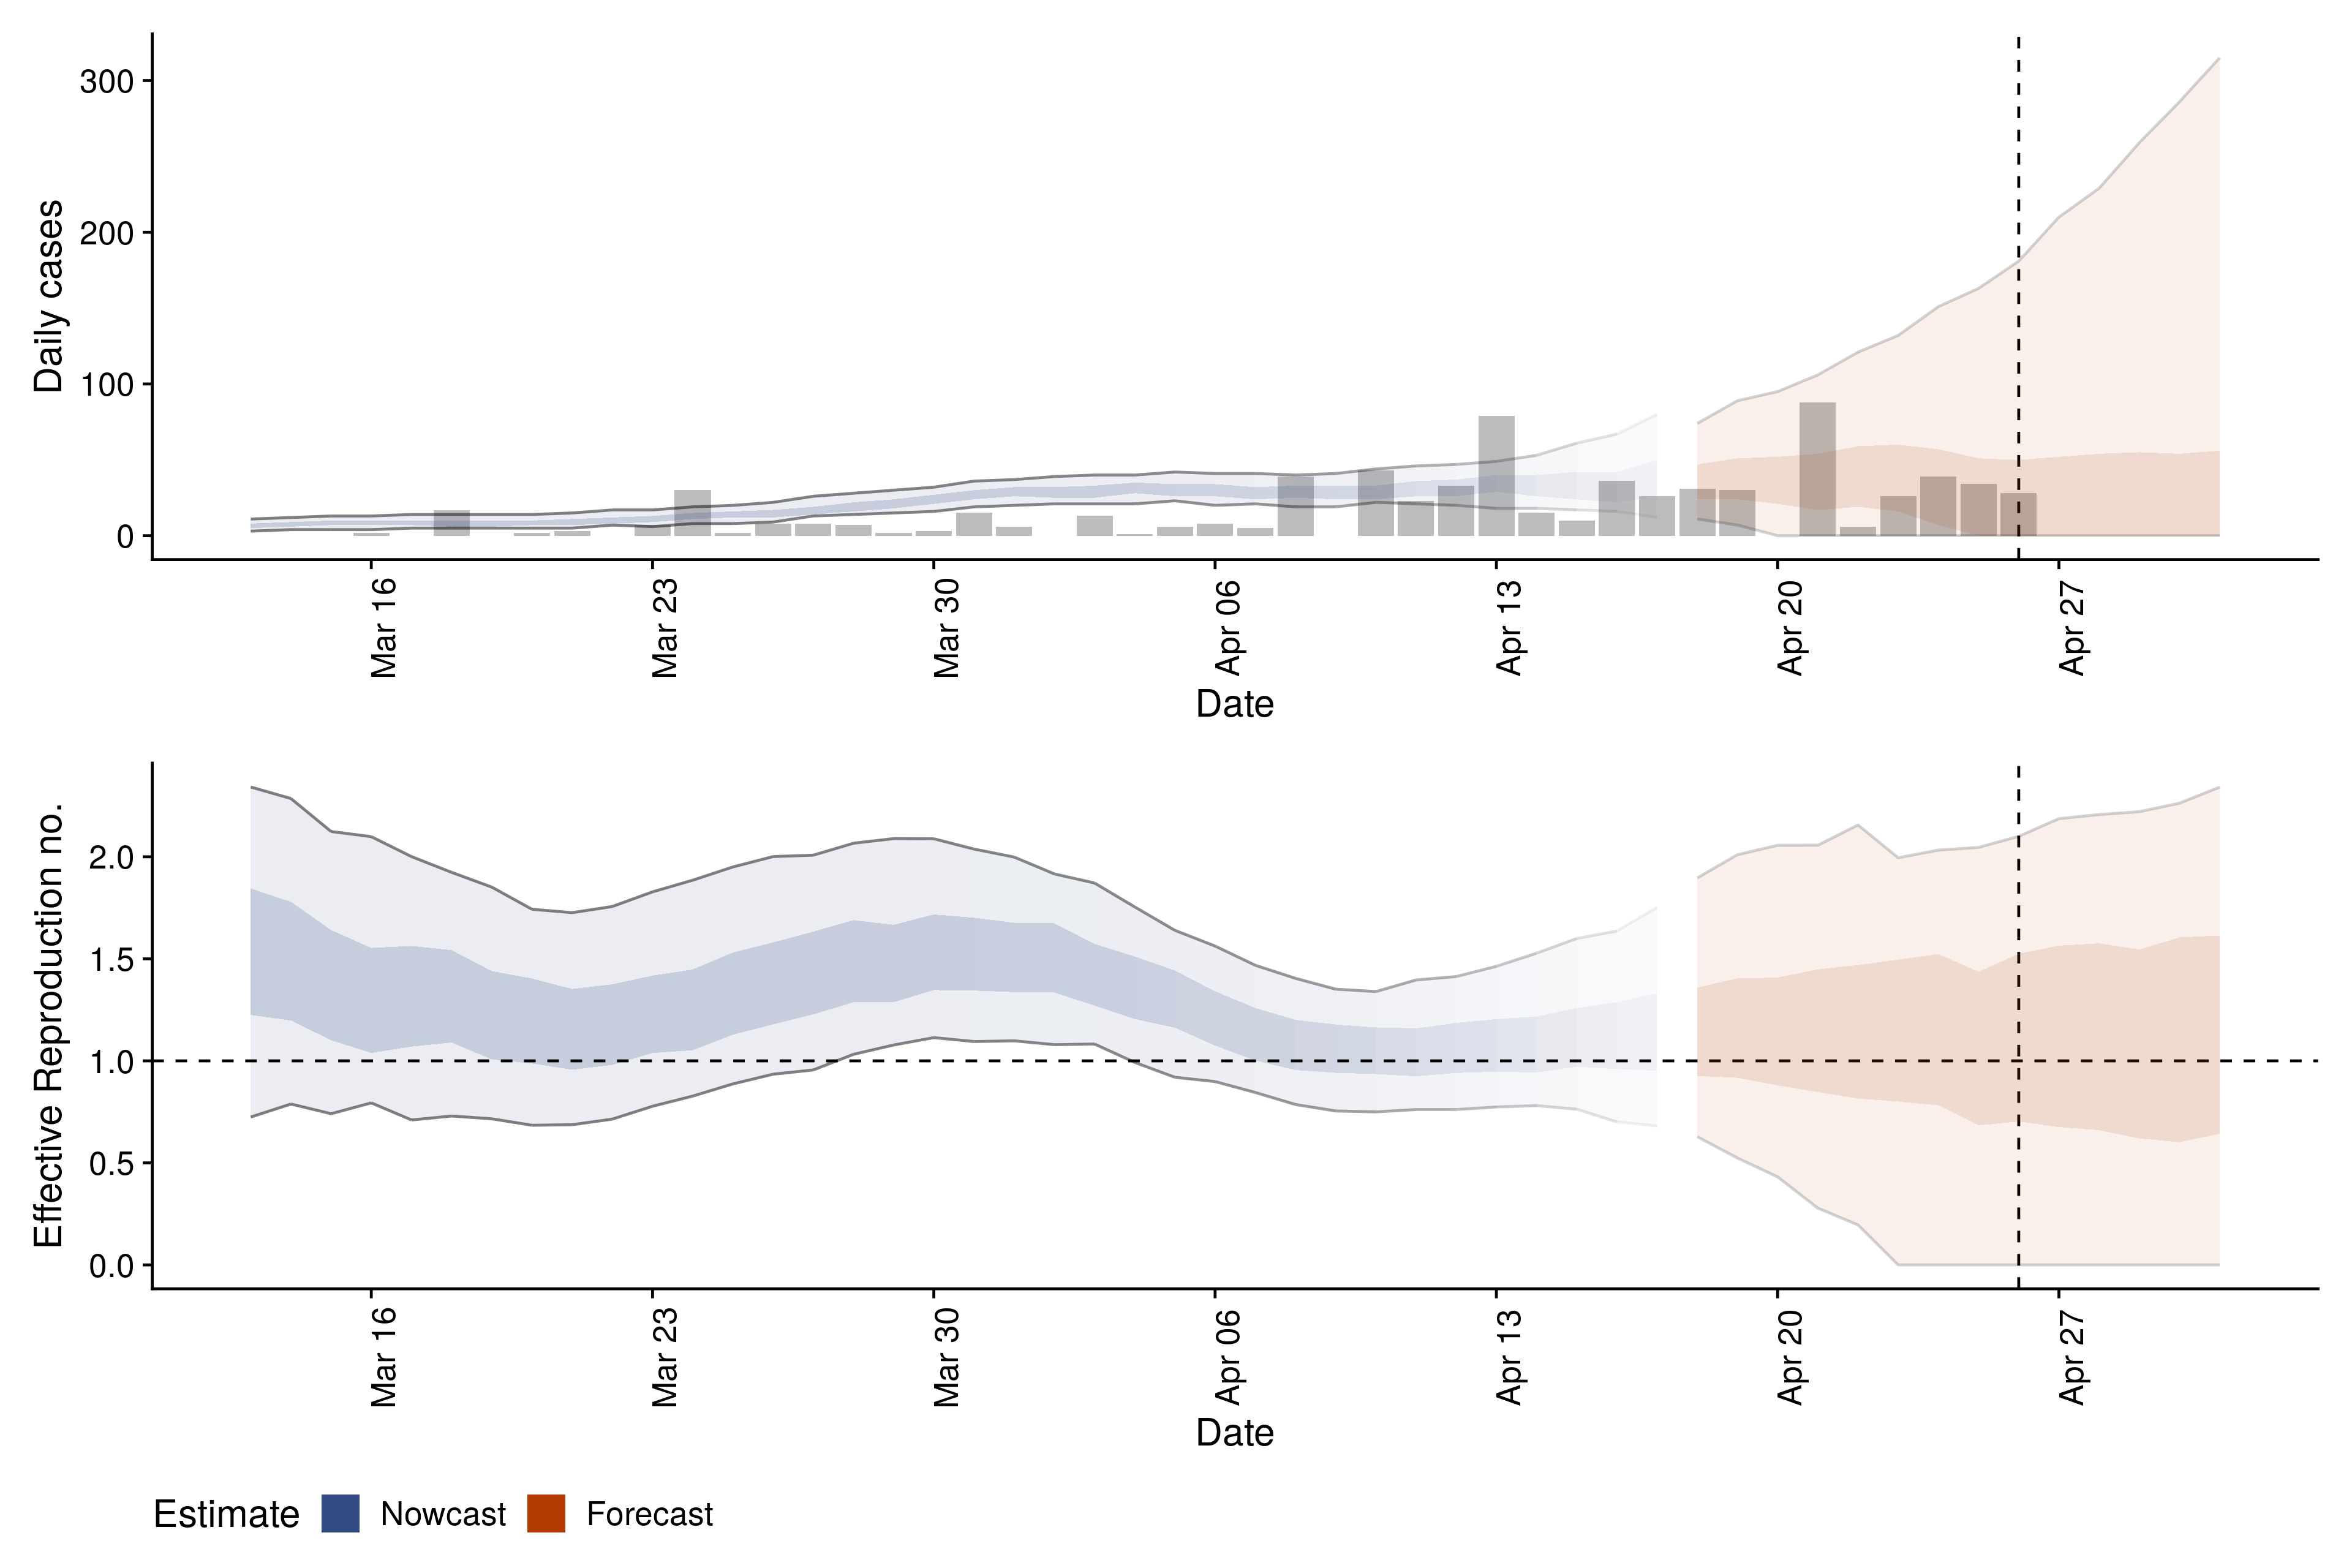 Daily cases
300
200
100
0
Mar 16
Mar 23
Mar 30
Apr 06
Apr 13
Apr 20
Apr 27
Date
Effective Reproduction no.
2.0
1.5
1.0
0.5
0.0
Mar 16
Mar 23
Mar 30
Apr 06
Apr 13
Apr 20
Apr 27
Date
Estimate Nowcast Forecast